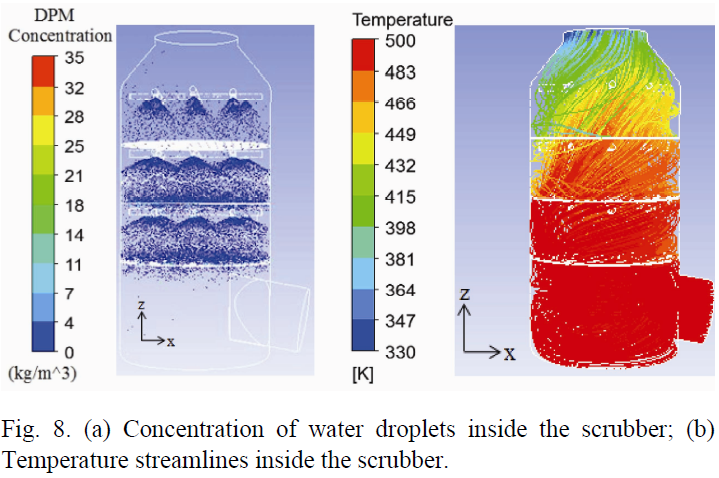 DPM
Concentration
35
32
28
25
21
18
14
11
7
4
0
(kg/m^3)
z
x
Temperature
500
483
466
449
432
415
398
381
364
347
330
[K]
z
x
Fig. 8. (a) Concentration of water droplets inside the scrubber; (b)
Temperature streamlines inside the scrubber.